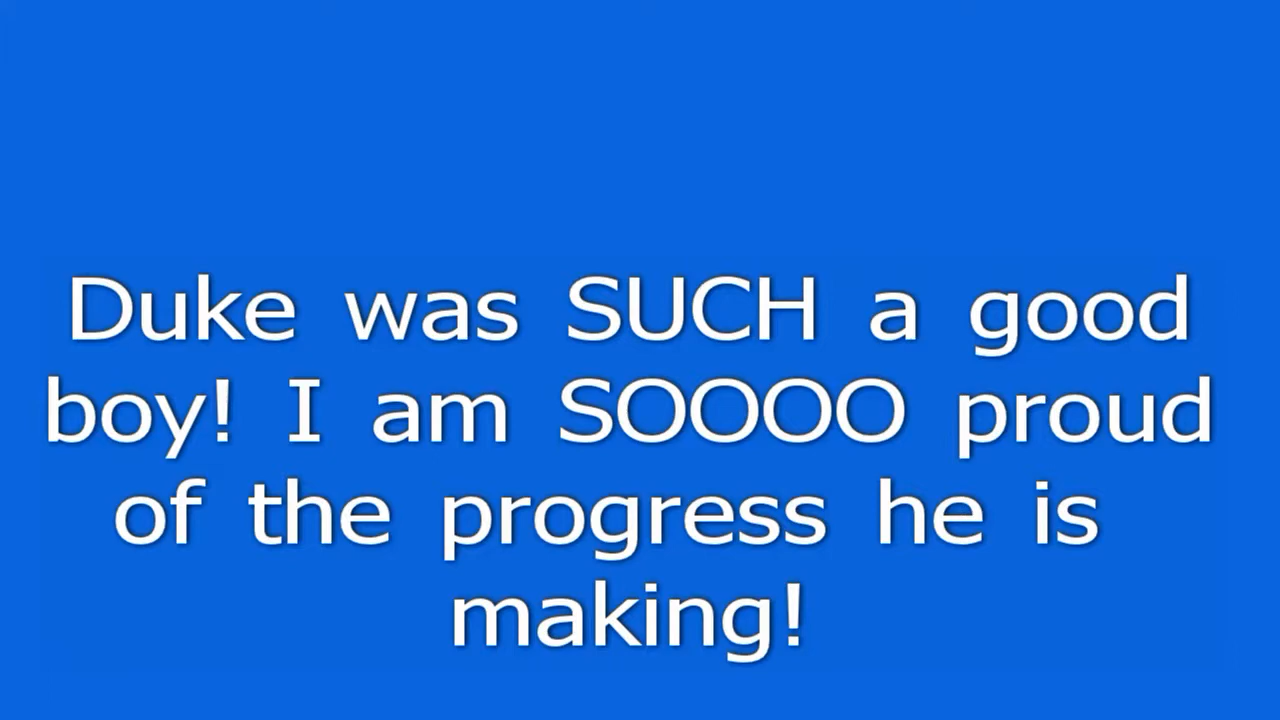 Duke was SUCH a good
boy! I am SOOOO proud
of the progress he is
making!